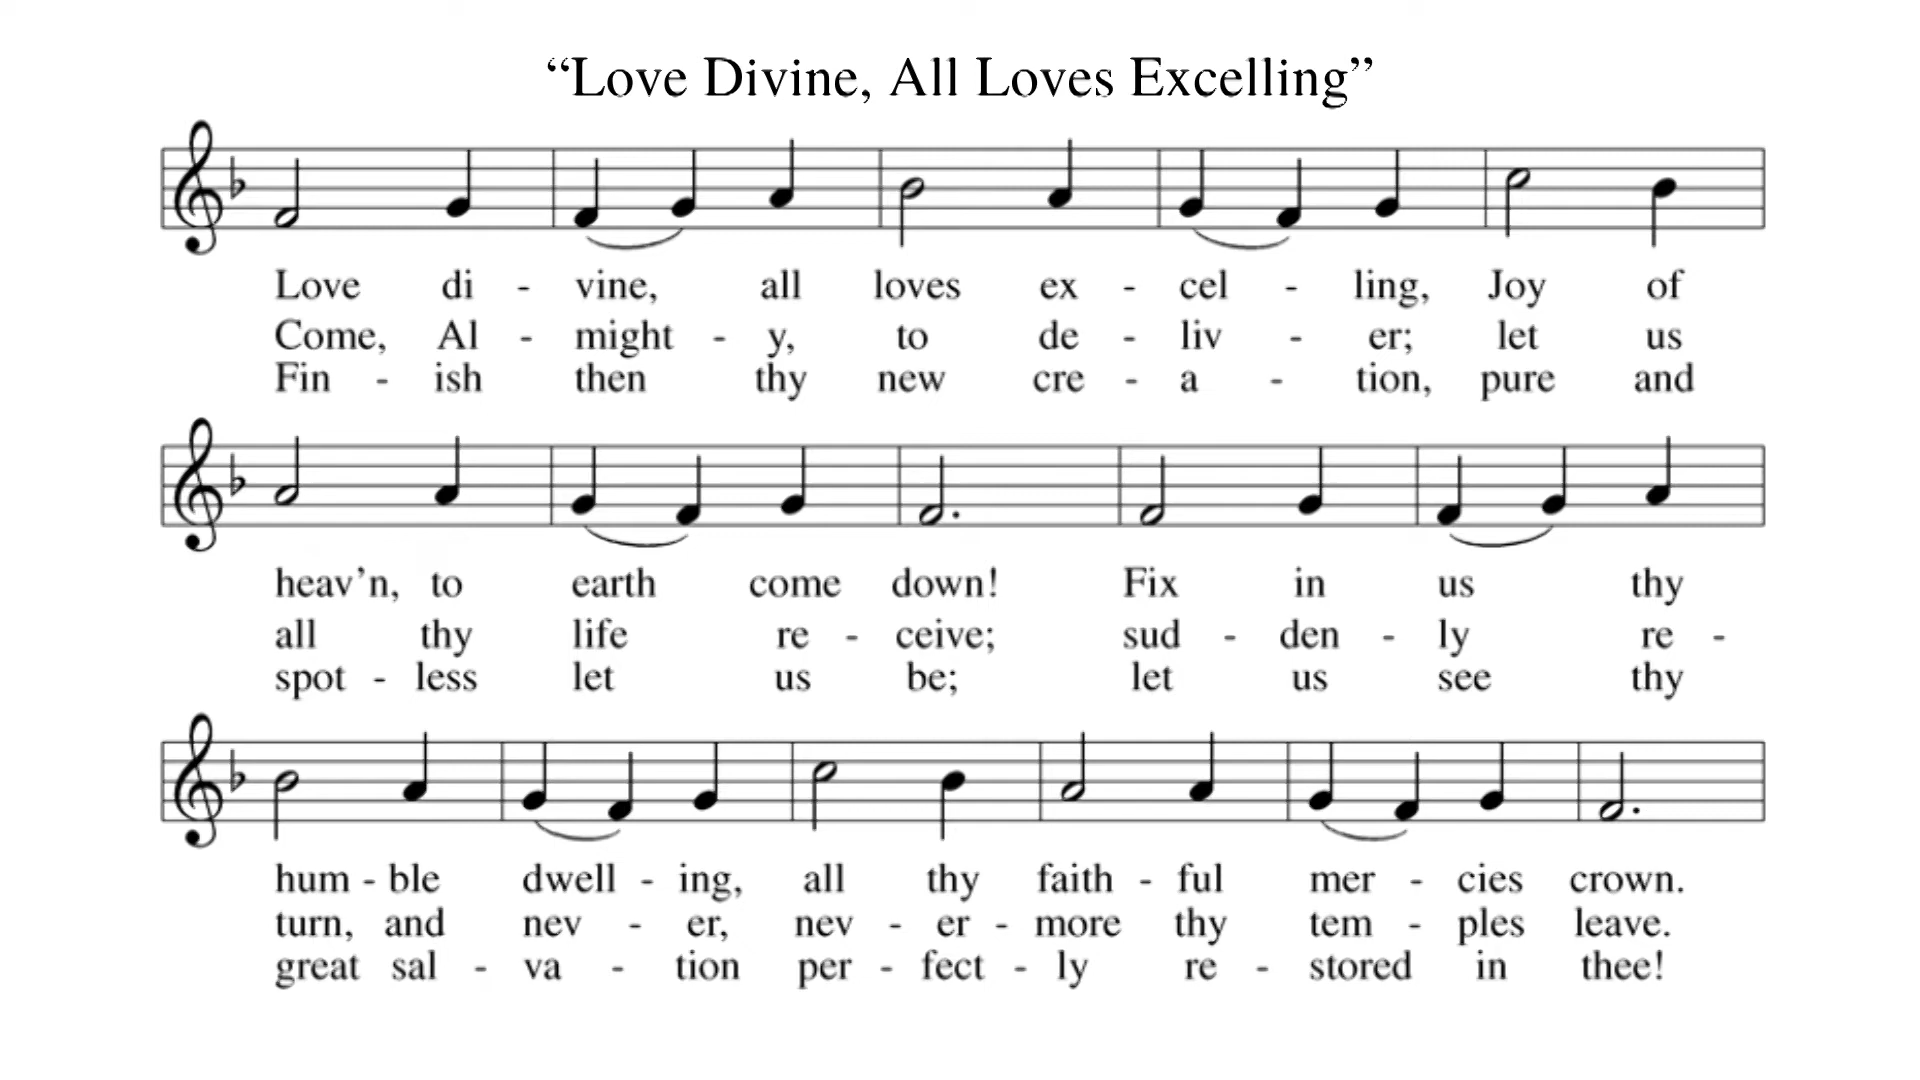 “Love Divine, All Loves Excelling”
Love di - vine, all loves ex - cel - ling, Joy of
Come, Al - might - y, to de - liv - er; let us
Fin - ish then thy new cre - a - tion, pure and
heav’n, to earth come down! Fix in us thy
all thy life re - ceive; sud - den - ly re -
spot - less let us be; let us see thy
hum - ble dwell - ing, all thy faith - ful mer - cies crown.
turn, and nev - er, nev - er - more thy tem - ples leave.
great sal - va - tion per - fect - ly re - stored in thee!